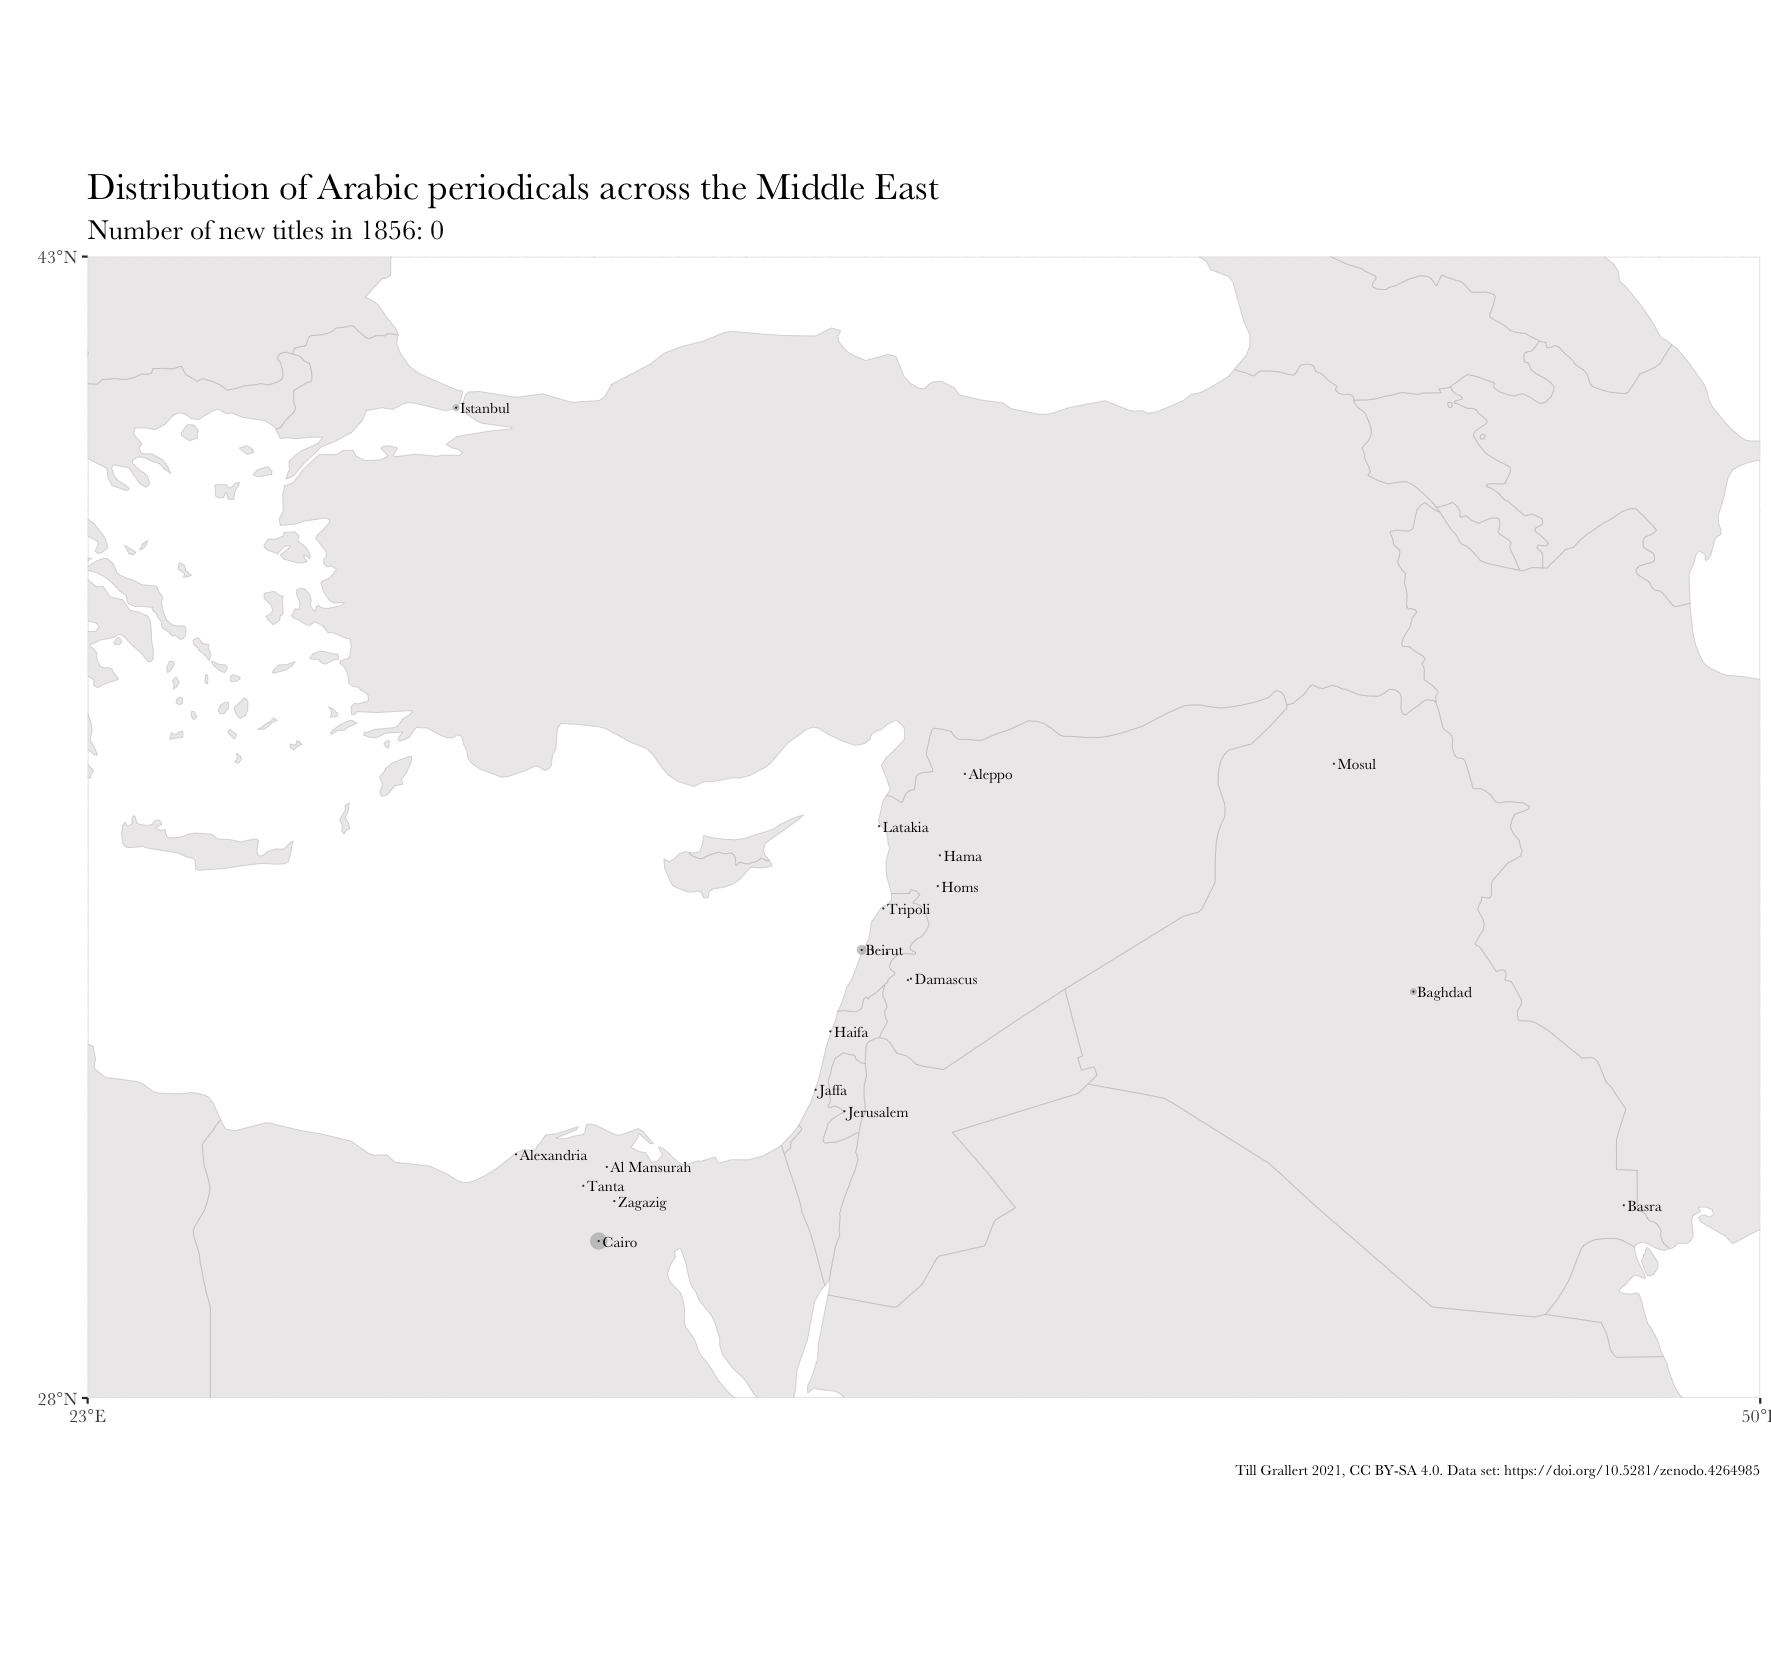 Distribution of Arabic periodicals across the Middle East
Number of new titles in 1856: 0
43°N
Istanbul
Mosul
Aleppo
Latakia
Hama
Homs
Tripoli
Beirut
Damascus
Baghdad
Haifa
Jaffa
Jerusalem
Alexandria
Al Mansurah
Tanta
Zagazig
Basra
Cairo
28°N
23°E
50°
Till Grallert 2021, CC BY-SA 4.0. Data set: https://doi.org/10.5281/zenodo.4264985